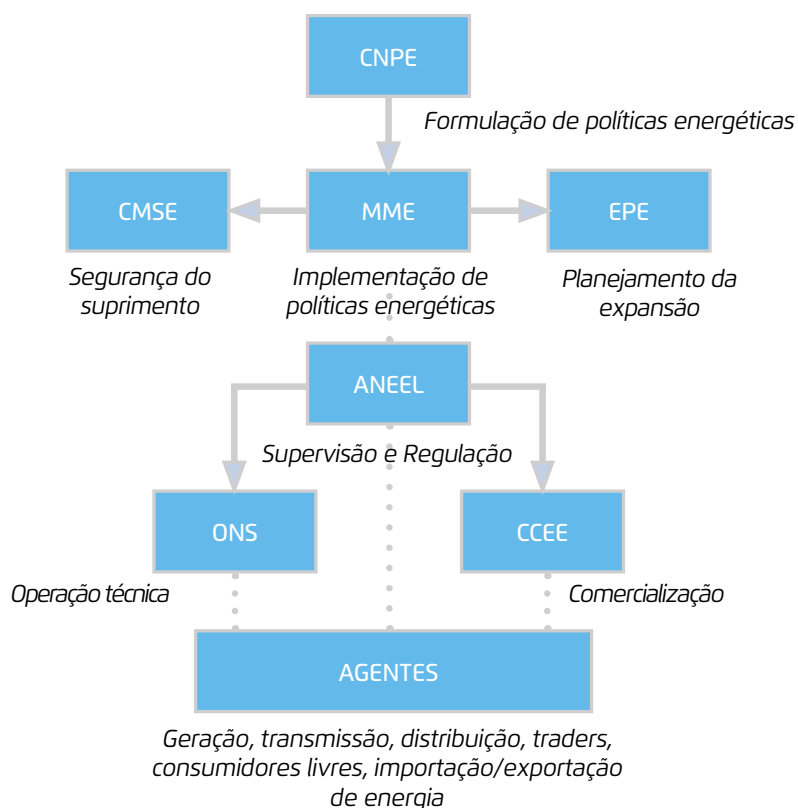 CNPE
Formulação de políticas energéticas
CMSE
MME
EPE
Segurança do
suprimento
Implementação de
políticas energéticas
Planejamento da
expansão
ANEEL
Supervisão e Regulação
ONS
CCEE
Operação técnica
Comercialização
AGENTES
Geração, transmissão, distribuição, traders,
consumidores livres, importação/exportação
de energia